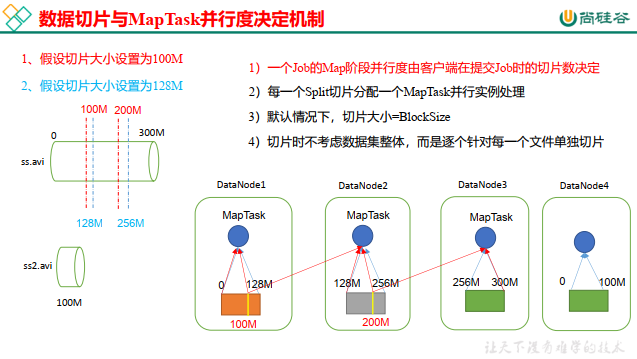 数据切片与MapTask并行度决定机制
尚硅谷
1、假设切片大小设置为100M
2、假设切片大小设置为128M
1）一个Job的Map阶段并行度由客户端在提交Job时的切片数决定
2）每一个Split切片分配一个MapTask并行实例处理
3）默认情况下，切片大小=BlockSize
4）切片时不考虑数据集整体，而是逐个针对每一个文件单独切片
100M 200M
0 300M
ss.avi
128M 256M
ss2.avi
100M
DataNode1 DataNode2 DataNode3 DataNode4
MapTask MapTask MapTask
0 128M 128M 256M 256M 300M 0 100M
100M 200M
让天下没有难学的技术